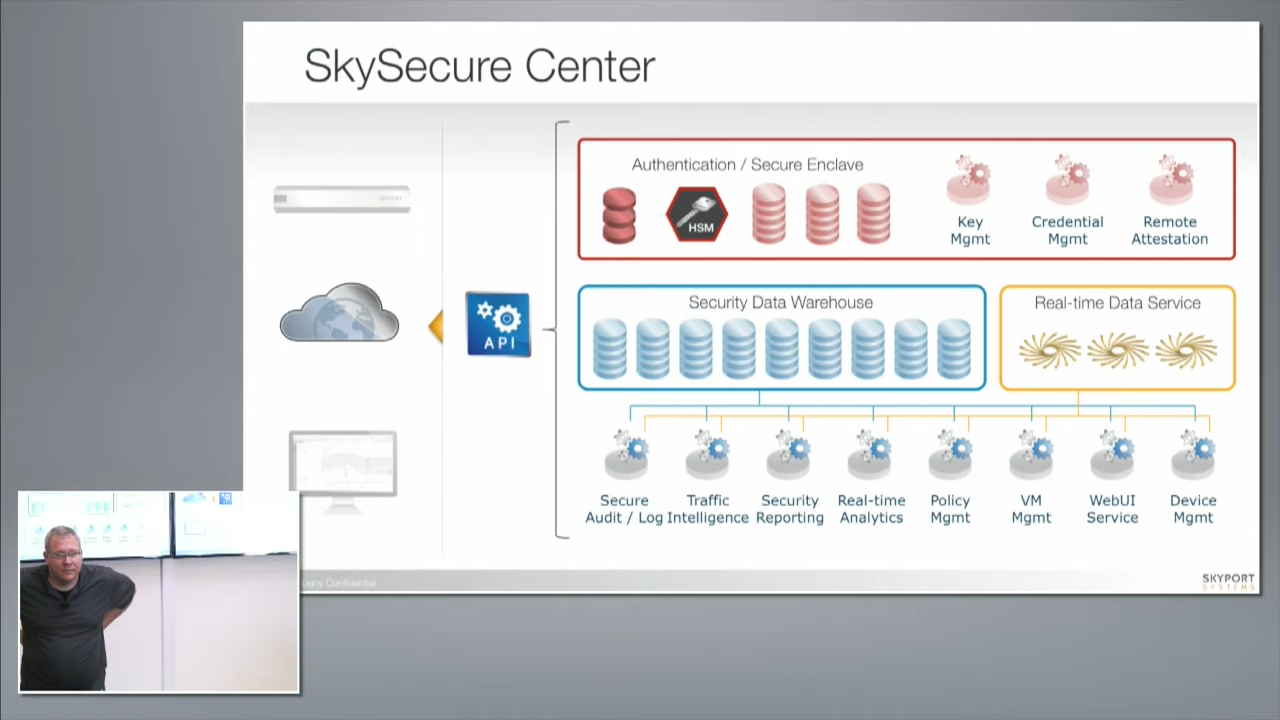 SkySecure Center
Authentication / Secure Enclave
HSM
Key
Mgmt
Credential
Mgmt
Remote
Attestation
API
Security Data Warehouse
Real-time Data Service
Secure
Audit / Log
Traffic
Intelligence
Security
Reporting
Real-time
Analytics
Policy
Mgmt
VM
Mgmt
WebUI
Service
Device
Mgmt
Confidential
SKYPORT
SYSTEMS